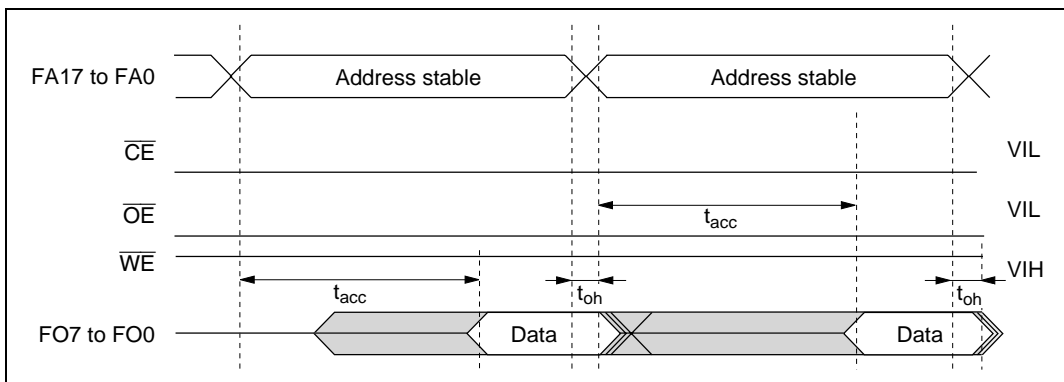 FA17 to FA0
Address stable
Address stable
CE
VIL
OE
tacc
VIL
WE
VIH
tacc
toh
toh
FO7 to FO0
Data
Data